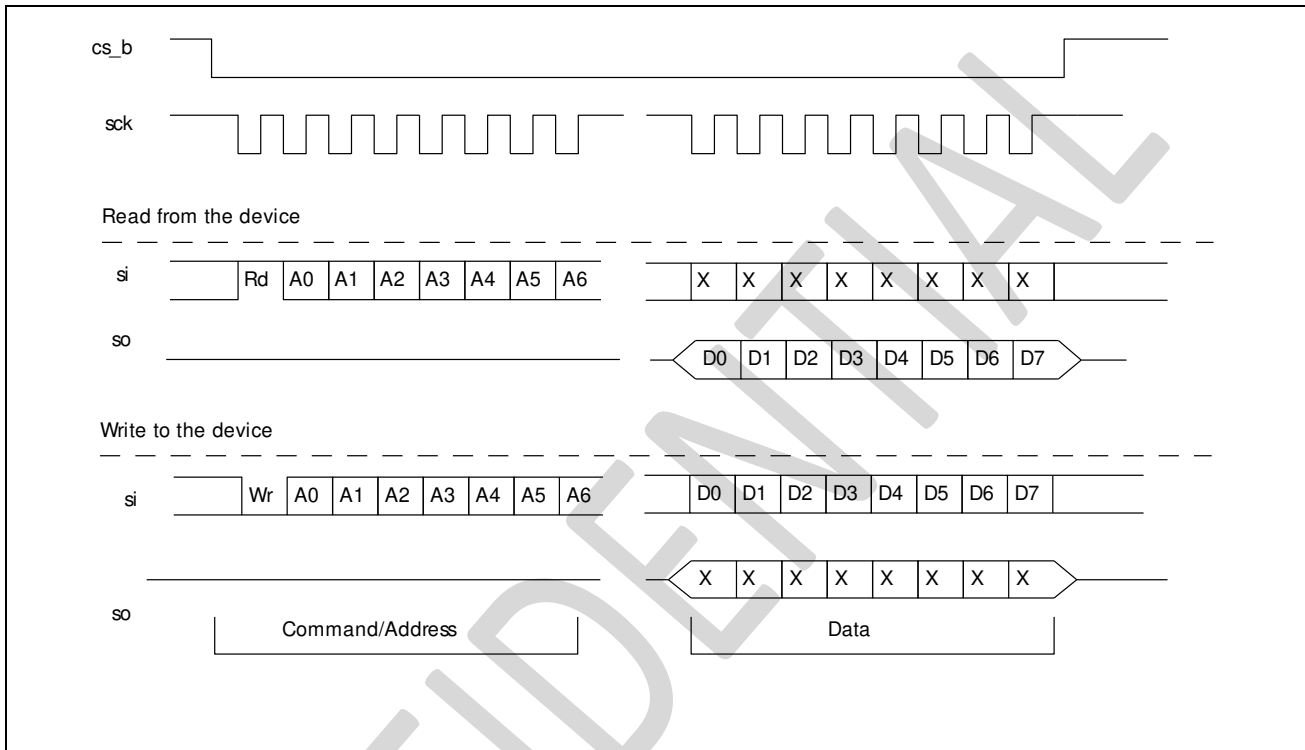 cs_b
sck
Read from the device
si Rd A0 A1 A2 A3 A4 A5 A6 X X X X X X X X
so D0 D1 D2 D3 D4 D5 D6 D7
Write to the device
si Wr A0 A1 A2 A3 A4 A5 A6 D0 D1 D2 D3 D4 D5 D6 D7
so X X X X X X X X
Command/Address Data
FIDENTIAL